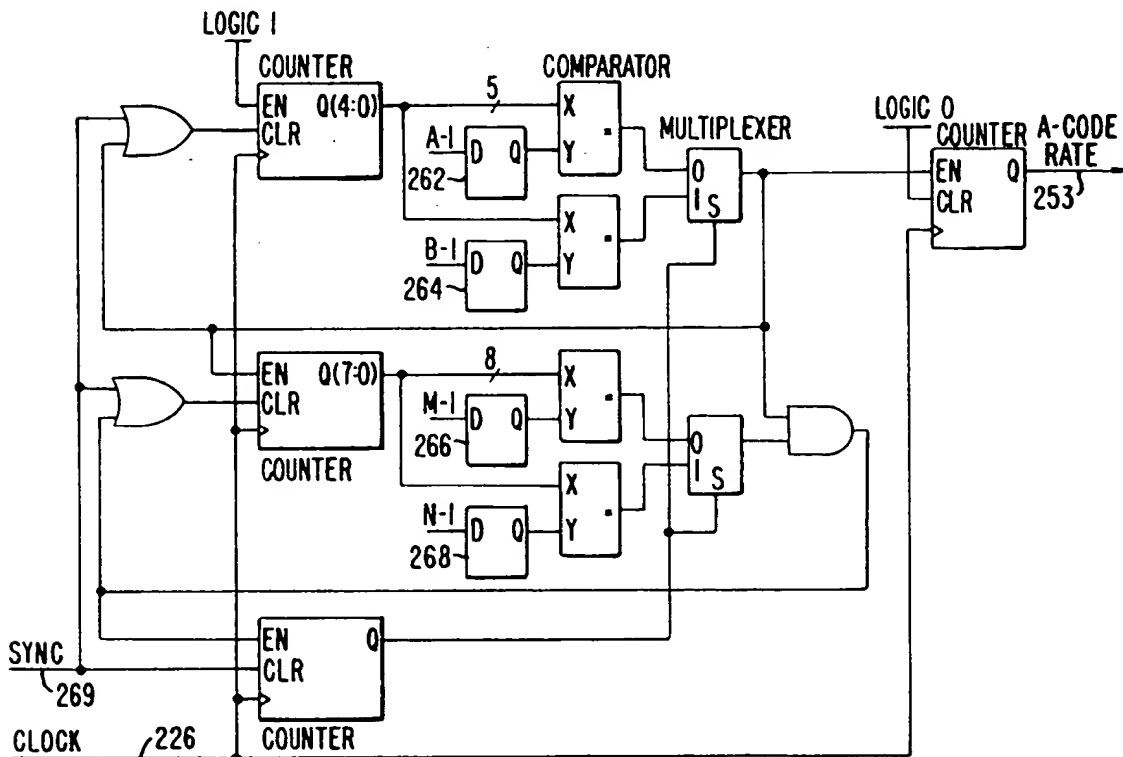 LOGIC 1
COUNTER
EN Q(4:0)
CLR
5
COMPARATOR
X
Y
=
A-1 D Q
262
MULTIPLEXER
0
1 S
X
Y
=
B-1 D Q
264
LOGIC 0
COUNTER
EN Q
CLR
A-CODE
RATE
253
EN Q(7:0)
CLR
COUNTER
8
X
Y
=
M-1 D Q
266
0
1 S
X
Y
=
N-1 D Q
268
EN Q
CLR
COUNTER
SYNC
269
CLOCK
226